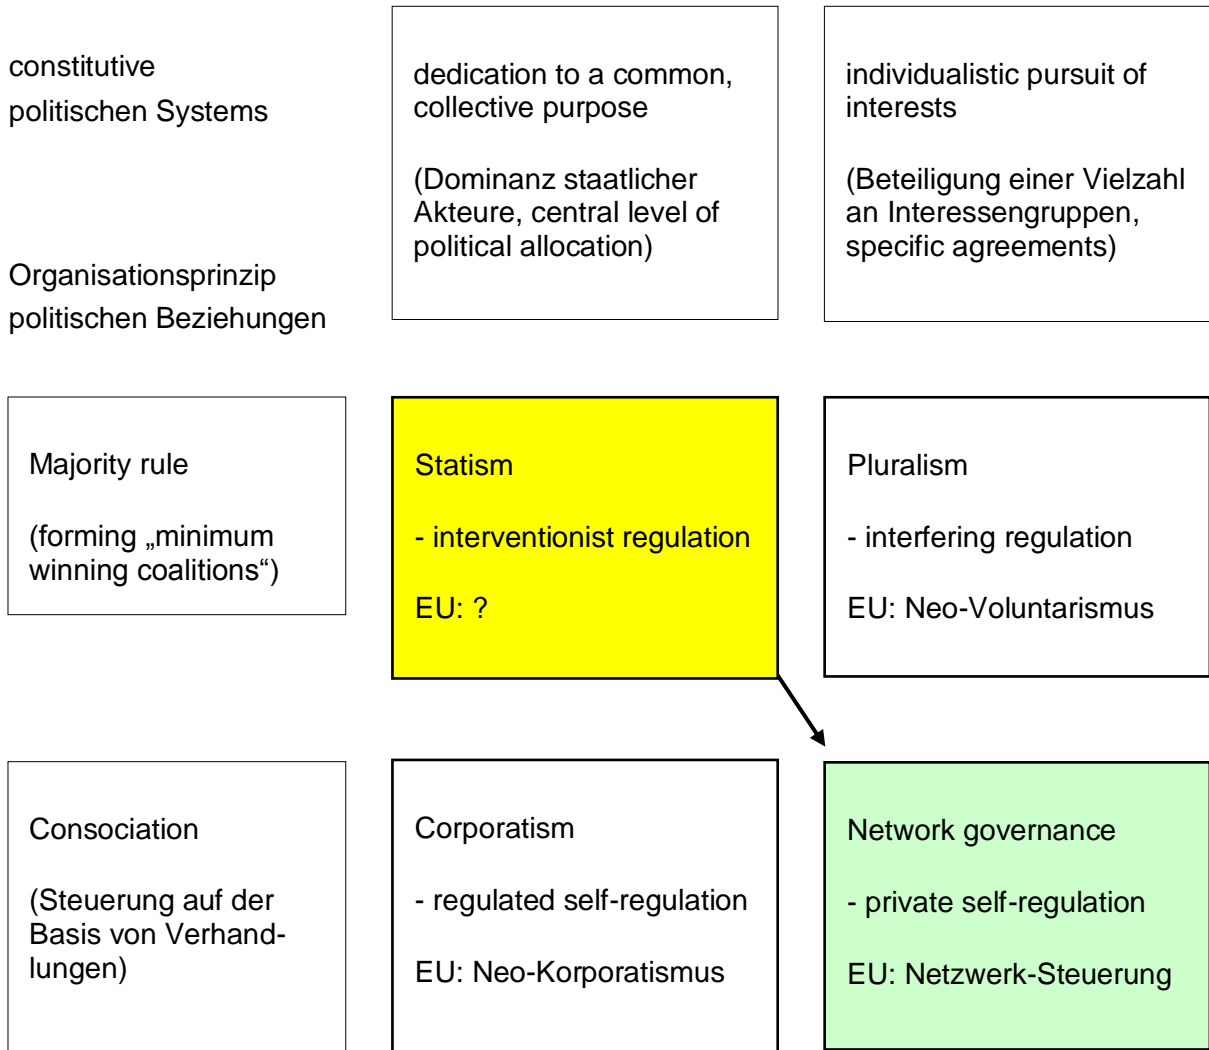 constitutive
politischen Systems
Organisationsprinzip
politischen Beziehungen
dedication to a common,
collective purpose
(Dominanz staatlicher
Akteure, central level of
political allocation)
individualistic pursuit of
interests
(Beteiligung einer Vielzahl
an Interessengruppen,
specific agreements)
Majority rule
(forming „minimum
winning coalitions“)
Statism
- interventionist regulation
EU: ?
Pluralism
- interfering regulation
EU: Neo-Voluntarismus
Consociation
(Steuerung auf der
Basis von Verhand-
lungen)
Corporatism
- regulated self-regulation
EU: Neo-Korporatismus
Network governance
- private self-regulation
EU: Netzwerk-Steuerung